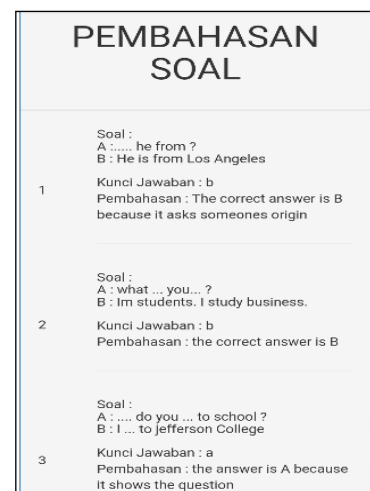 PEMBAHASAN
SOAL
Soal :
A :..... he from ?
B : He is from Los Angeles
1
Kunci Jawaban : b
Pembahasan : The correct answer is B
because it asks someones origin
Soal :
A : what ... you... ?
B : Im students. I study business.
2
Kunci Jawaban : b
Pembahasan : the correct answer is B
Soal :
A : .... do you ... to school ?
B : I ... to jefferson College
3
Kunci Jawaban : a
Pembahasan : the answer is A because
it shows the question